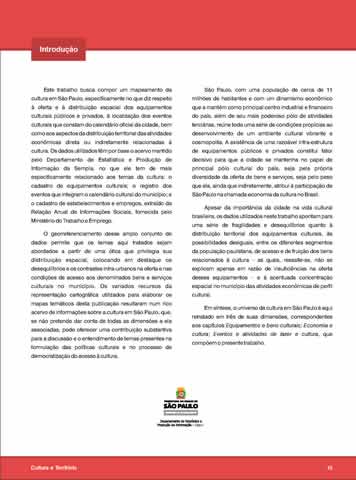 Introdução
Este trabalho busca compor um mapeamento da
cultura em São Paulo, especificamente no que diz respeito
à oferta e à distribuição espacial dos equipamentos
culturais públicos e privados, à localização dos eventos
culturais que constam do calendário oficial da cidade, bem
como aos aspectos da distribuição territorial das atividades
econômicas direta ou indiretamente relacionadas à
cultura. Os dados utilizados têm por base o acervo mantido
pelo Departamento de Estatística e Produção de
Informação da Sempla, no que ele tem de mais
especificamente relacionado aos temas da cultura: o
cadastro de equipamentos culturais; o registro dos
eventos que integram o calendário cultural do município; e
o cadastro de estabelecimentos e empregos, extraído da
Relação Anual de Informações Sociais, fornecida pelo
Ministério do Trabalho e Emprego.
O georeferenciamento desse amplo conjunto de
dados permite que os temas aqui tratados sejam
abordados a partir de uma ótica que privilegia sua
distribuição espacial, colocando em destaque os
desequilíbrios e os contrastes intra-urbanos na oferta e nas
condições de acesso aos denominados bens e serviços
culturais no município. Os variados recursos da
representação cartográfica utilizados para elaborar os
mapas temáticos desta publicação resultaram num rico
acervo de informações sobre a cultura em São Paulo, que,
se não pretende dar conta de todas as dimensões a ela
associadas, pode oferecer uma contribuição substantiva
para a discussão e o entendimento de temas presentes na
formulação das políticas culturais e no processo de
democratização do acesso à cultura.
São Paulo, com uma população de cerca de 11
milhões de habitantes e com um dinamismo econômico
que a mantém como principal centro industrial e financeiro
do país, além de seu mais poderoso pólo de atividades
terciárias, reúne toda uma série de condições propícias ao
desenvolvimento de um ambiente cultural vibrante e
cosmopolita. A existência de uma razoável infra-estrutura
de equipamentos públicos e privados constitui fator
decisivo para que a cidade se mantenha no papel de
principal pólo cultural do país, seja pela própria
diversidade da oferta de bens e serviços, seja pelo peso
que ela, ainda que indiretamente, atribui à participação de
São Paulo na chamada economia da cultura no Brasil.
Apesar da importância da cidade na vida cultural
brasileira, os dados utilizados neste trabalho apontam para
uma série de fragilidades e desequilíbrios quanto à
distribuição territorial dos equipamentos culturais, às
possibilidades desiguais, entre os diferentes segmentos
da população paulistana, de acesso e de fruição dos bens
relacionados à cultura - as quais, ressalte-se, não se
explicam apenas em razão de insuficiências na oferta
desses equipamentos - e à acentuada concentração
espacial no município das atividades econômicas de perfil
cultural.
Em síntese, o universo da cultura em São Paulo é aqui
retratado em três de suas dimensões, correspondentes
aos capítulos Equipamentos e bens culturais; Economia e
cultura; Eventos e atividades de lazer e cultura, que
compõem o presente trabalho.
PREFEITURA DA CIDADE DE
SÃO PAULO
Departamento de Estatística e
Produção de Informação
Cultura e Território